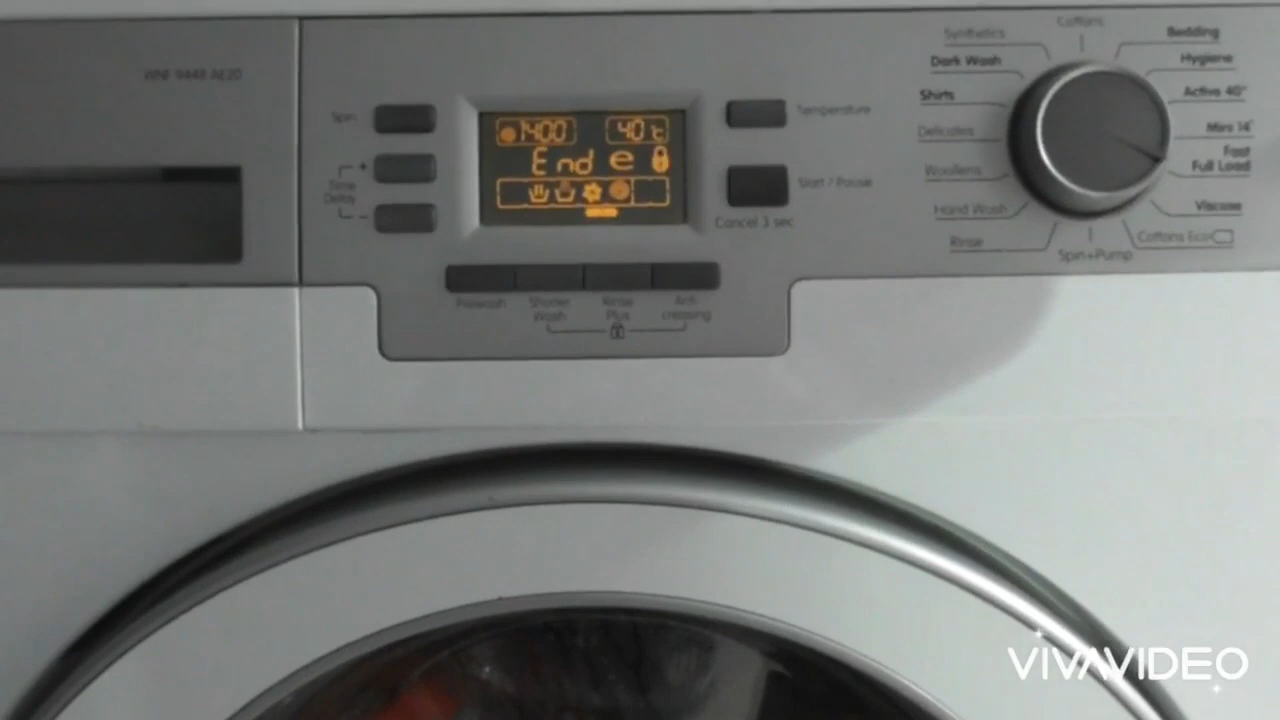 WNF 9448 AE20
Spin
+
Time
Delay
-
1400
40°c
End e
Temperature
Start / Pause
Cancel 3 sec
Prewash
Shorter
Wash
Rinse
Plus
Anti-
creasing
Cottons
Synthetics
Dark Wash
Shirts
Delicates
Woollens
Hand Wash
Rinse
Spin+Pump
Bedding
Hygiene
Active 40°
Mini 14'
Fast
Full Load
Viscose
Cottons Eco
VIVAVIDEO